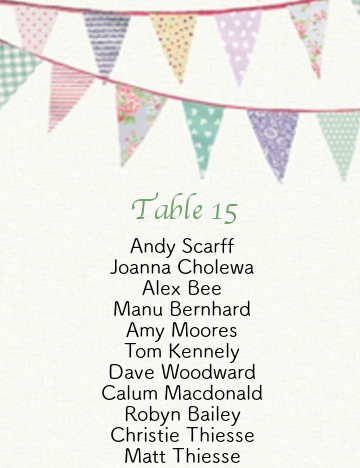 Table 15
Andy Scarff
Joanna Cholewa
Alex Bee
Manu Bernhard
Amy Moores
Tom Kennely
Dave Woodward
Calum Macdonald
Robyn Bailey
Christie Thiesse
Matt Thiesse